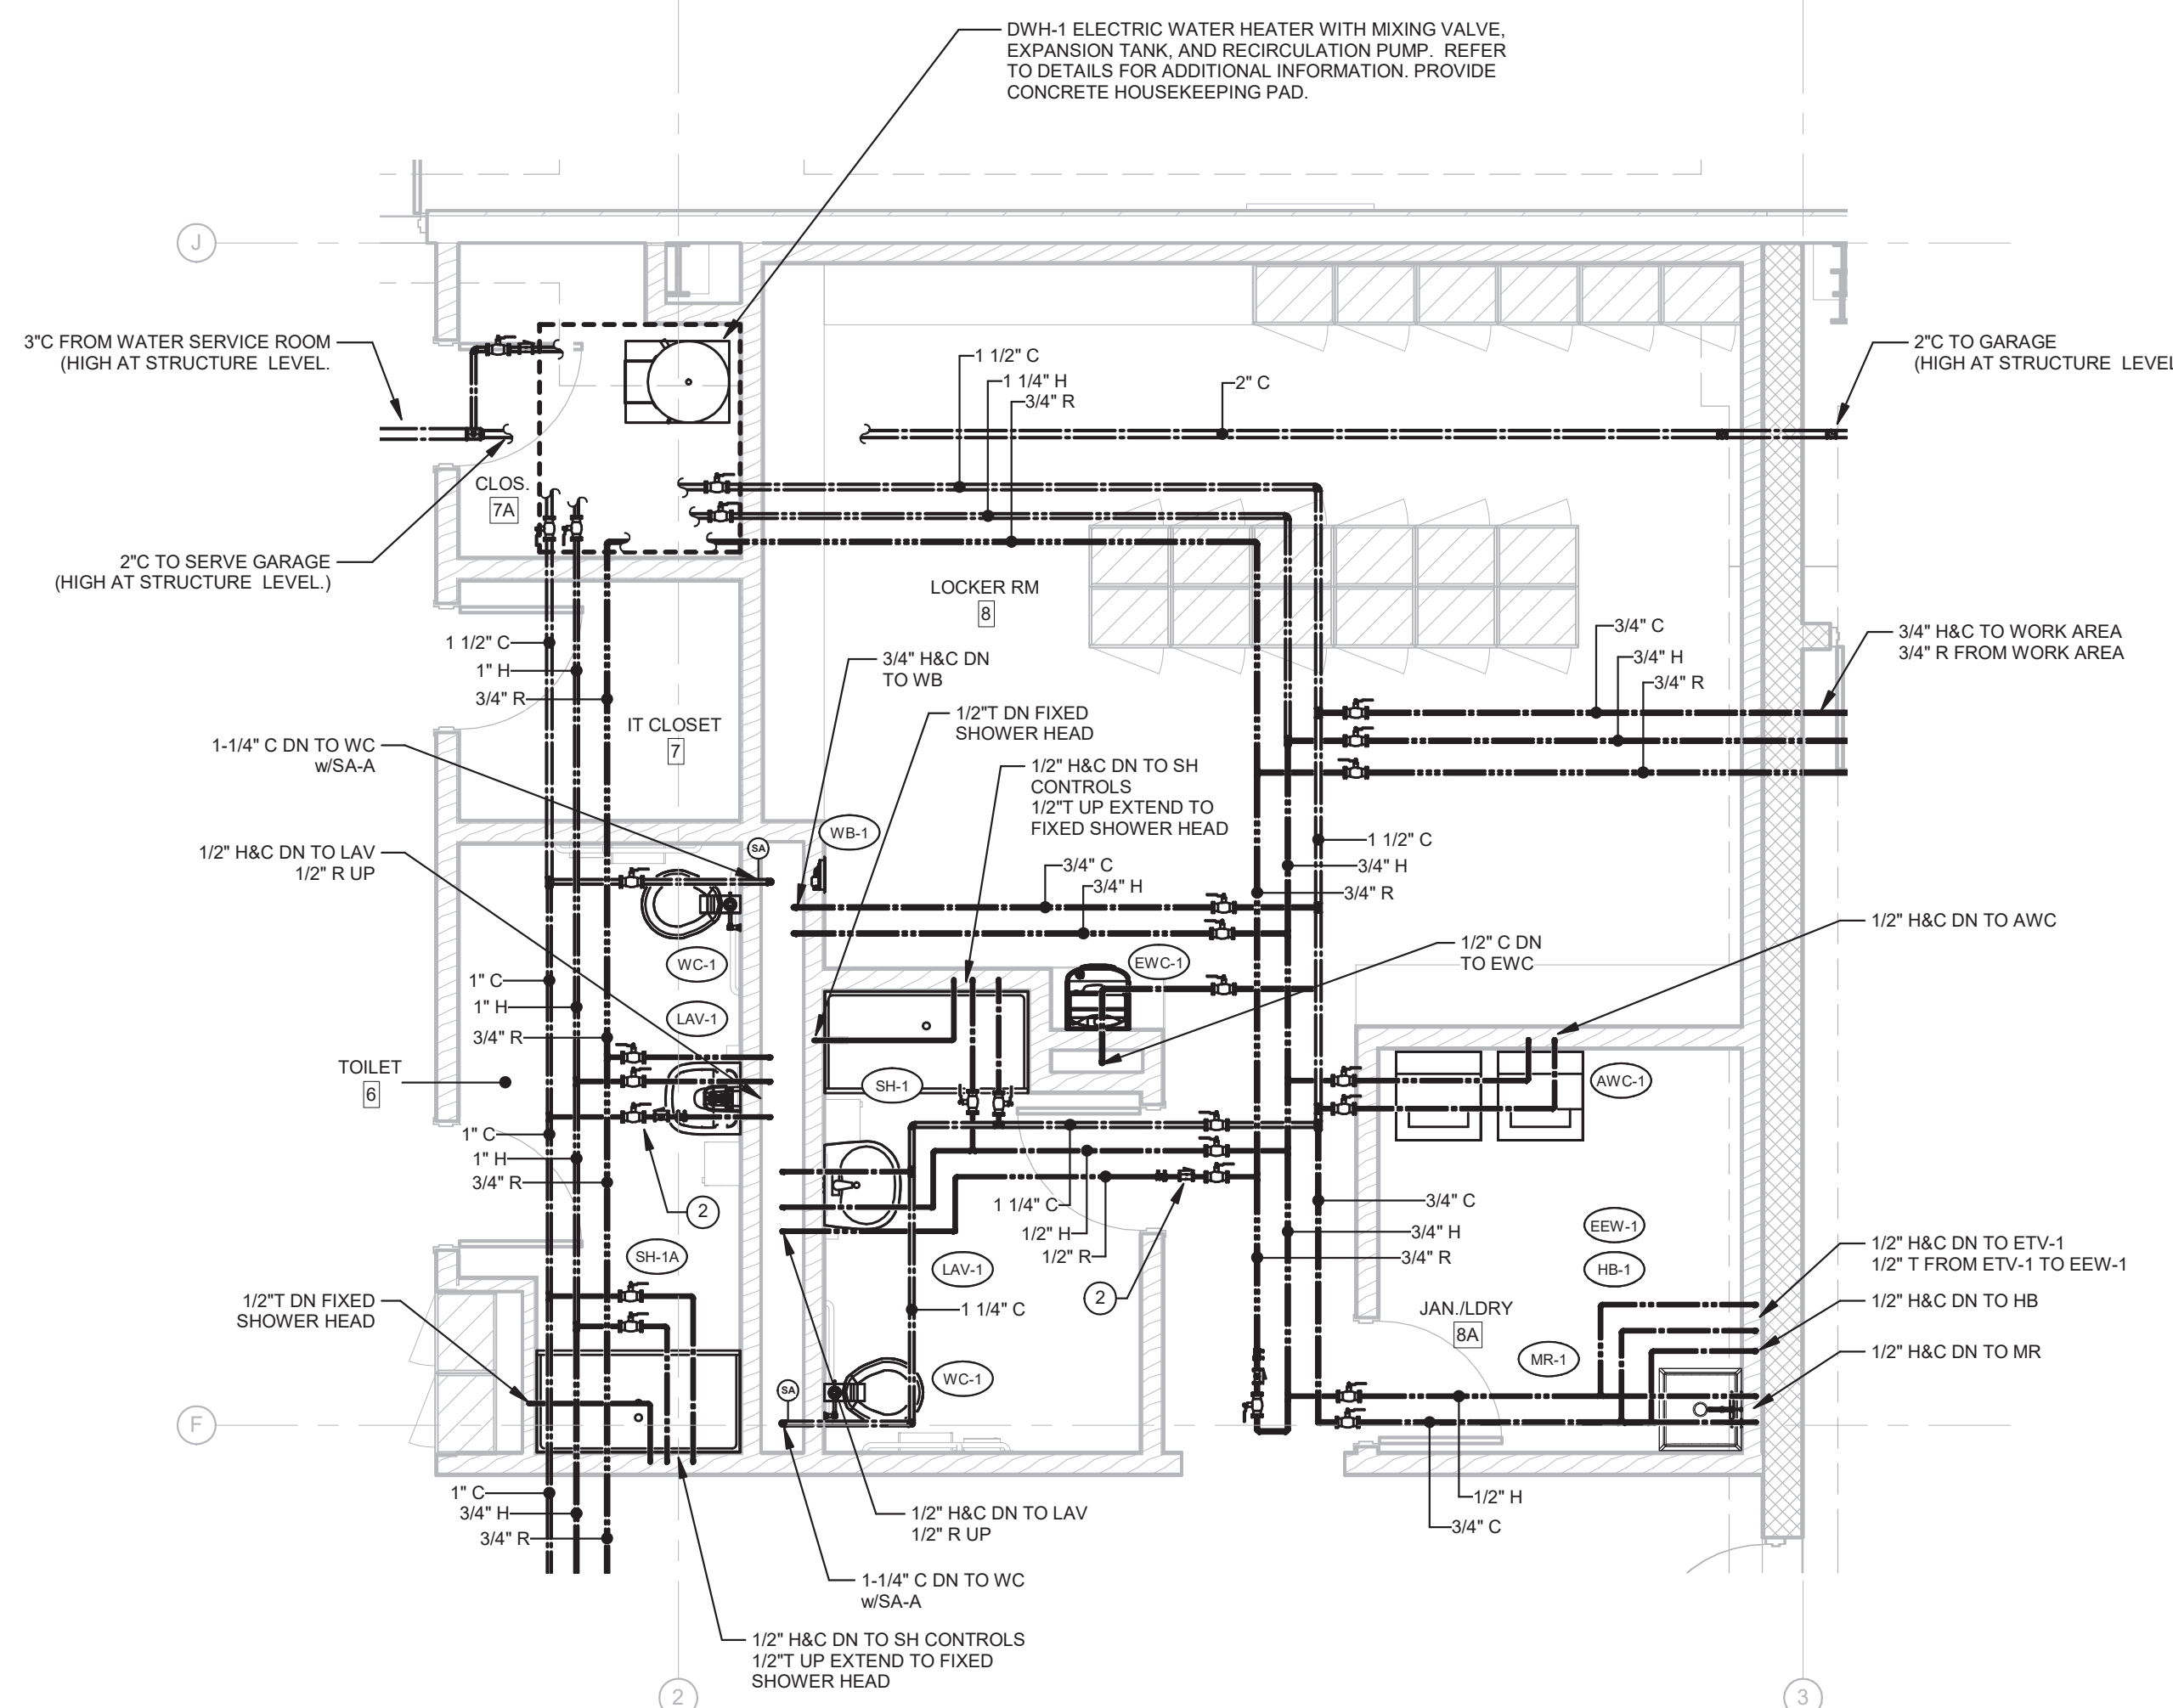 DWH-1 ELECTRIC WATER HEATER WITH MIXING VALVE,
EXPANSION TANK, AND RECIRCULATION PUMP. REFER
TO DETAILS FOR ADDITIONAL INFORMATION. PROVIDE
CONCRETE HOUSEKEEPING PAD.
J
3"C FROM WATER SERVICE ROOM
(HIGH AT STRUCTURE LEVEL.
2"C TO GARAGE
(HIGH AT STRUCTURE LEVEL
1 1/2" C
1 1/4" H
3/4" R
2" C
CLOS.
7A
2"C TO SERVE GARAGE
(HIGH AT STRUCTURE LEVEL.)
LOCKER RM
8
1 1/2" C
1" H
3/4" R
3/4" C
3/4" H
3/4" R
3/4" H&C TO WORK AREA
3/4" R FROM WORK AREA
3/4" H&C DN
TO WB
IT CLOSET
7
1/2"T DN FIXED
SHOWER HEAD
1-1/4" C DN TO WC
w/SA-A
1/2" H&C DN TO SH
CONTROLS
1/2"T UP EXTEND TO
FIXED SHOWER HEAD
WB-1
SA
1/2" H&C DN TO LAV
1/2" R UP
1 1/2" C
3/4" H
3/4" R
3/4" C
3/4" H
1/2" H&C DN TO AWC
1/2" C DN
TO EWC
EWC-1
WC-1
1" C
1" H
3/4" R
LAV-1
TOILET
6
SH-1
AWC-1
1" C
1" H
3/4" R
2
1 1/4" C
1/2" H
1/2" R
3/4" C
3/4" H
3/4" R
EEW-1
HB-1
SH-1A
LAV-1
2
1/2" H&C DN TO ETV-1
1/2" T FROM ETV-1 TO EEW-1
1/2" H&C DN TO HB
1/2" H&C DN TO MR
1/2"T DN FIXED
SHOWER HEAD
1 1/4" C
JAN./LDRY
8A
MR-1
WC-1
SA
F
1" C
3/4" H
3/4" R
1/2" H
3/4" C
1/2" H&C DN TO LAV
1/2" R UP
1-1/4" C DN TO WC
w/SA-A
1/2" H&C DN TO SH CONTROLS
1/2"T UP EXTEND TO FIXED
SHOWER HEAD
2
3